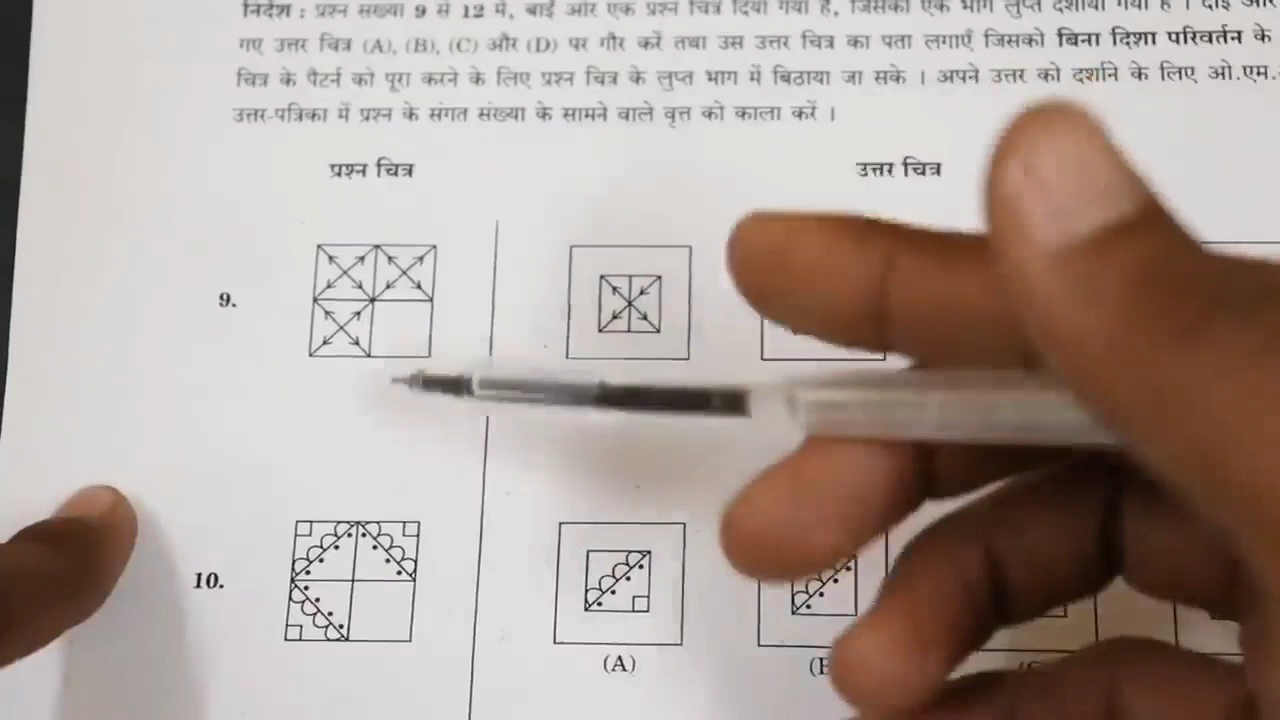 निर्देश : प्रश्न संख्या 9 से 12 में, बाईं ओर एक प्रश्न चित्र दिया गया है, जिसका एक भाग लुप्त दर्शाया गया है । दाईं ओर
गए उत्तर चित्र (A), (B), (C) और (D) पर गौर करें तथा उस उत्तर चित्र का पता लगाएँ जिसको बिना दिशा परिवर्तन के
चित्र के पैटर्न को पूरा करने के लिए प्रश्न चित्र के लुप्त भाग में बिठाया जा सके । अपने उत्तर को दर्शाने के लिए ओ.एम.
उत्तर-पत्रिका में प्रश्न के संगत संख्या के सामने वाले वृत्त को काला करें ।
प्रश्न चित्र उत्तर चित्र
9.
10.
(A)